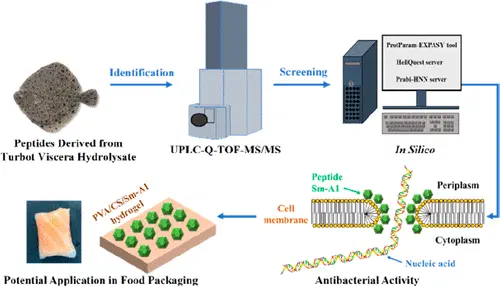 Identification
Screening
ProtParam-EXPASY tool
HeliQuest server
Prabi-HNN server
Peptides Derived from
Turbot Viscera Hydrolysate
UPLC-Q-TOF-MS/MS
In Silico
Peptide
Sm-A1
Periplasm
Cell
membrane
Cytoplasm
Nucleic acid
PVA/CS/Sm-A1
hydrogel
Potential Application in Food Packaging
Antibacterial Activity